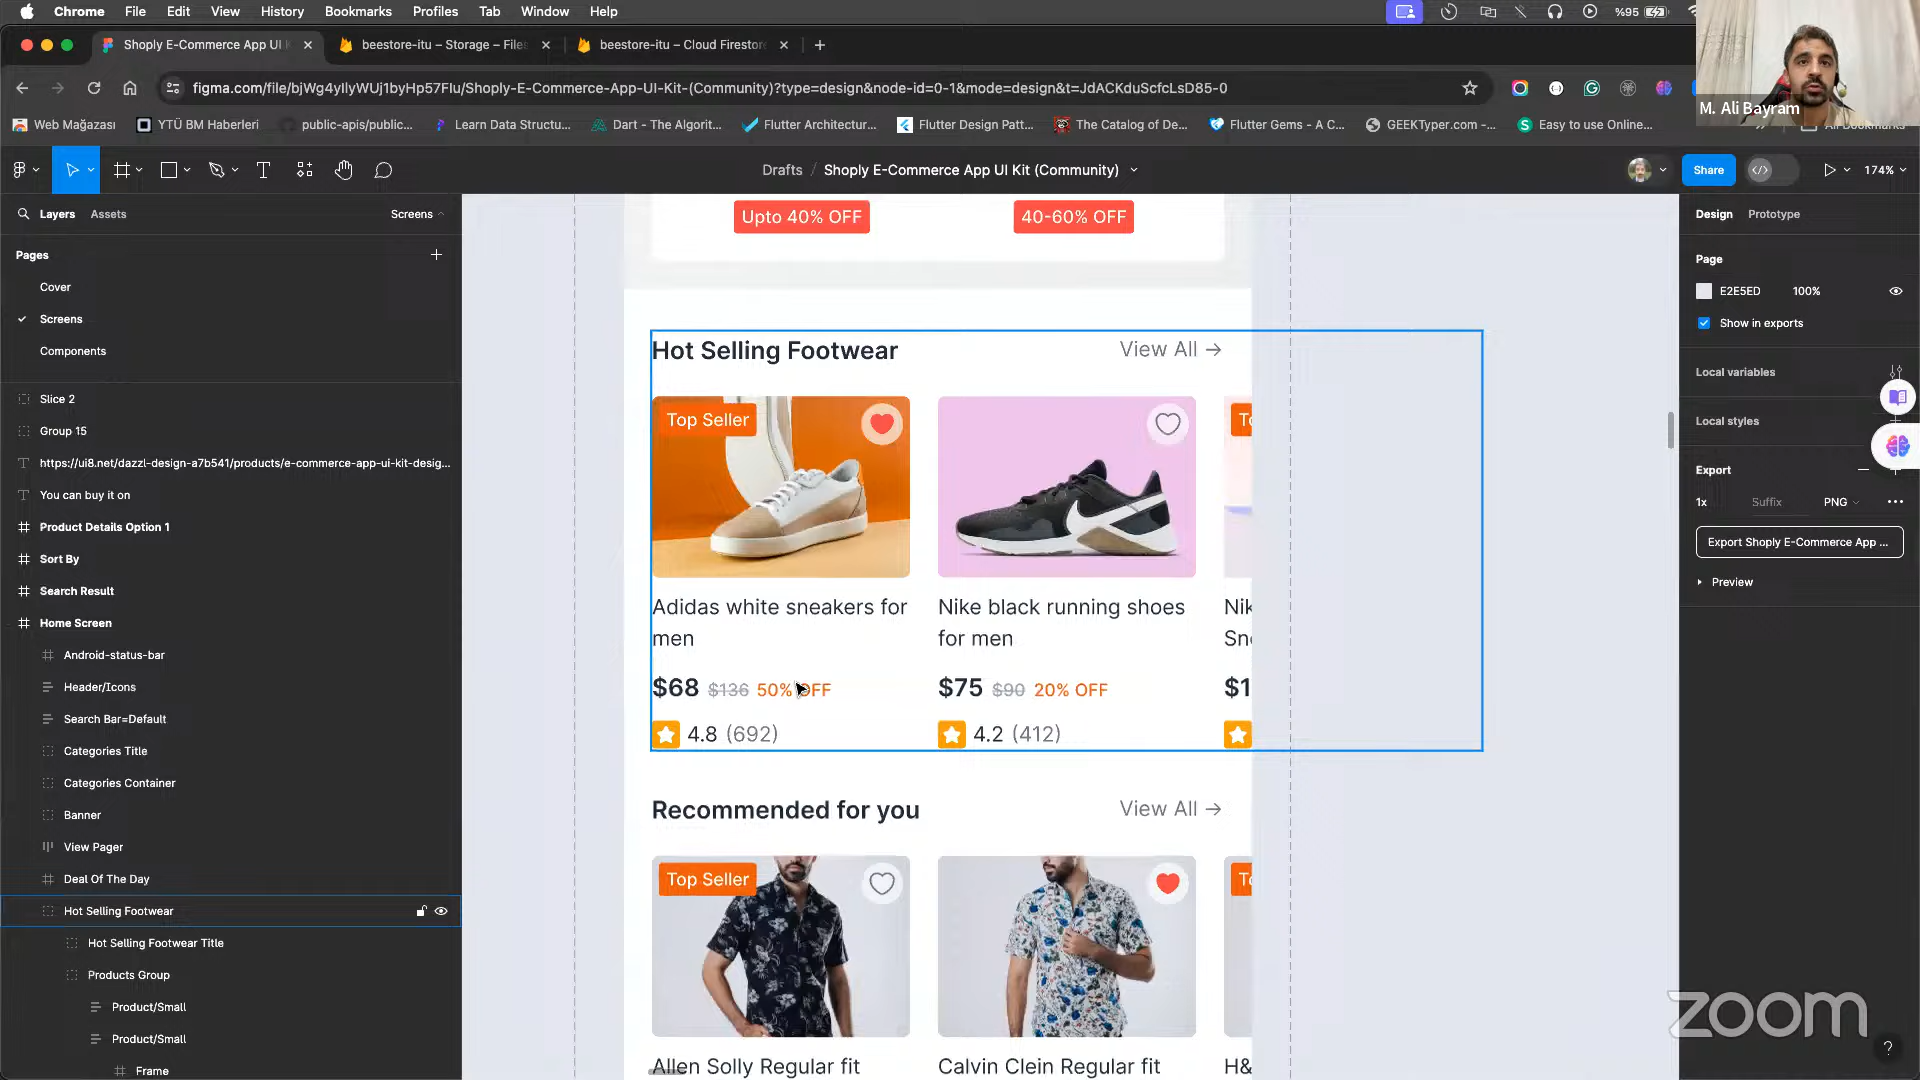 Chrome File Edit View History Bookmarks Profiles Tab Window Help %95
Shoply E-Commerce App UI K
beestore-itu – Storage – Files
beestore-itu – Cloud Firestore
figma.com/file/bjWg4yIlyWUj1byHp57FIu/Shoply-E-Commerce-App-UI-Kit-(Community)?type=design&node-id=0-1&mode=design&t=JdACKduScfcLsD85-0
Web Mağazası YTÜ BM Haberleri public-apis/public... Learn Data Structu... Dart - The Algorit... Flutter Architectur... Flutter Design Patt... The Catalog of De... Flutter Gems - A C... GEEKTyper.com -... Easy to use Online... All Bookmarks
M. Ali Bayram
Drafts / Shoply E-Commerce App UI Kit (Community)
Share
174%
Layers Assets Screens
Pages
Cover
Screens
Components
Slice 2
Group 15
https://ui8.net/dazzl-design-a7b541/products/e-commerce-app-ui-kit-desig...
You can buy it on
Product Details Option 1
Sort By
Search Result
Home Screen
Android-status-bar
Header/Icons
Search Bar=Default
Categories Title
Categories Container
Banner
View Pager
Deal Of The Day
Hot Selling Footwear
Hot Selling Footwear Title
Products Group
Product/Small
Product/Small
Frame
Upto 40% OFF
40-60% OFF
Hot Selling Footwear
View All →
Top Seller
To
Adidas white sneakers for
men
$68 $136 50% OFF
4.8 (692)
Nike black running shoes
for men
$75 $90 20% OFF
4.2 (412)
Nik
Sne
$1
Recommended for you
View All →
Top Seller
To
Allen Solly Regular fit
Calvin Clein Regular fit
H&
Design Prototype
Page
E2E5ED 100%
Show in exports
Local variables
Local styles
Export
1x Suffix PNG
Export Shoply E-Commerce App ...
Preview
zoom
?